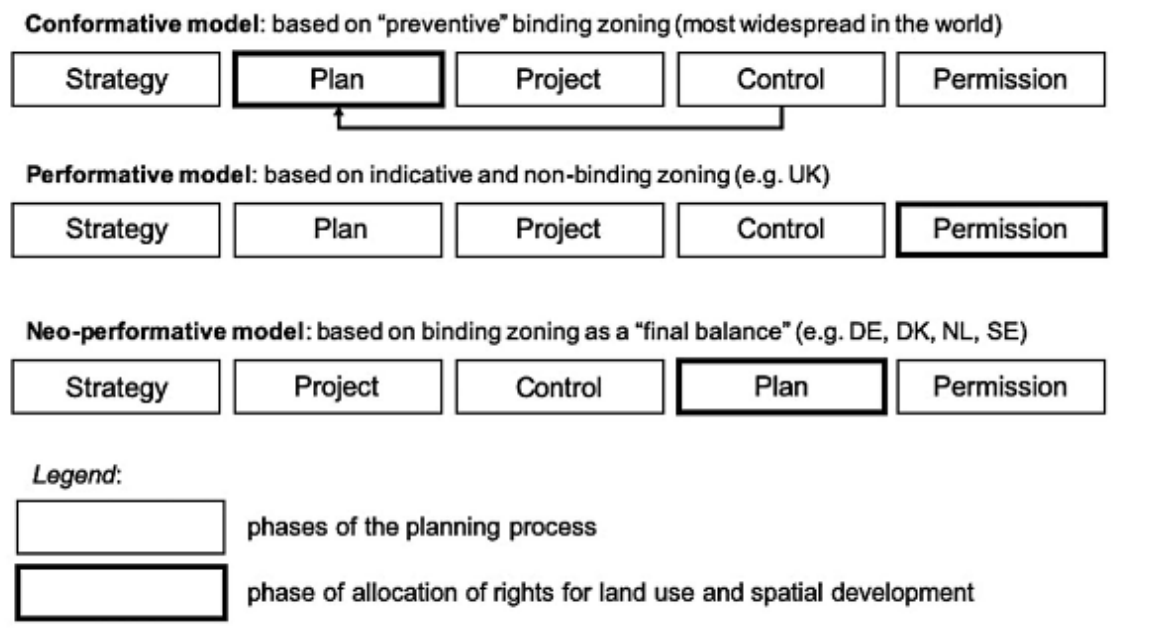 Conformative model: based on “preventive” binding zoning (most widespread in the world)
Strategy Plan Project Control Permission
Performative model: based on indicative and non-binding zoning (e.g. UK)
Strategy Plan Project Control Permission
Neo-performative model: based on binding zoning as a “final balance” (e.g. DE, DK, NL, SE)
Strategy Project Control Plan Permission
Legend:
phases of the planning process
phase of allocation of rights for land use and spatial development